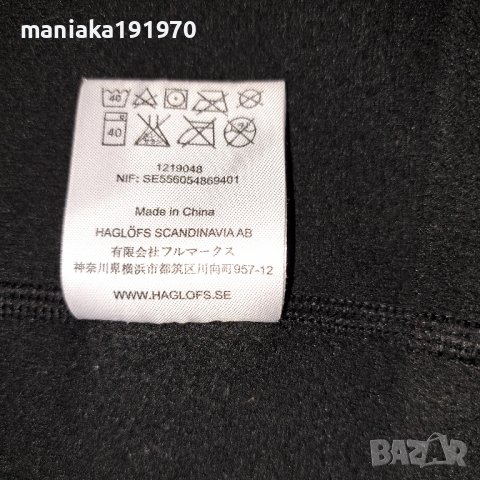 maniaka191970
40
40
1219048
NIF: SE556054869401
Made in China
HAGLÖFS SCANDINAVIA AB
有限会社フルマークス
神奈川県横浜市都筑区川向町957-12
WWW.HAGLOFS.SE
BAZAR